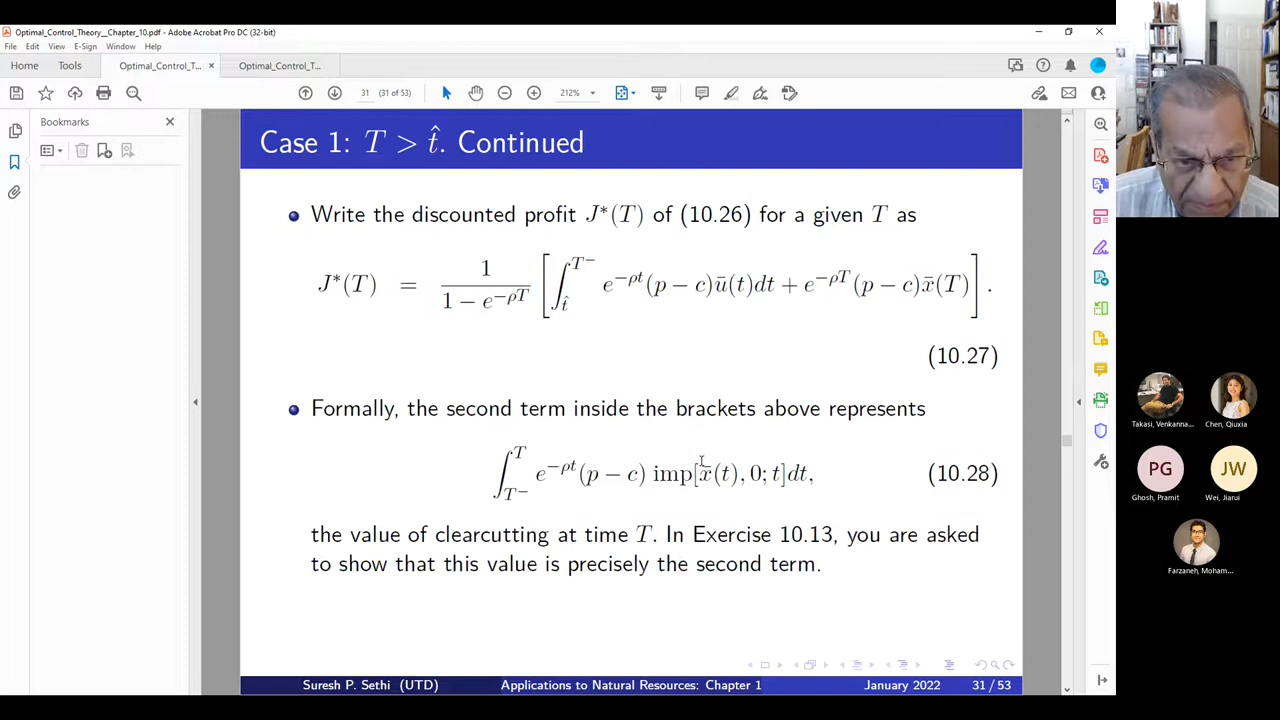 Optimal_Control_Theory__Chapter_10.pdf - Adobe Acrobat Pro DC (32-bit)
File Edit View E-Sign Window Help
Home Tools Optimal_Control_T... × Optimal_Control_T...
31 (31 of 53) 212%
Bookmarks
Case 1: T > t̂. Continued
Write the discounted profit J*(T) of (10.26) for a given T as
J*(T) = 1/(1 − e^{−ρT}) [∫_{t̂}^{T−} e^{−ρt}(p − c)ū(t)dt + e^{−ρT}(p − c)x̄(T)].
(10.27)
Formally, the second term inside the brackets above represents
∫_{T−}^{T} e^{−ρt}(p − c) imp[x̄(t), 0; t]dt, (10.28)
the value of clearcutting at time T. In Exercise 10.13, you are asked
to show that this value is precisely the second term.
Suresh P. Sethi (UTD) Applications to Natural Resources: Chapter 1 January 2022 31 / 53
Takasi, Venkanna... Chen, Qiuxia
PG JW
Ghosh, Pramit Wei, Jiarui
Farzaneh, Moham...